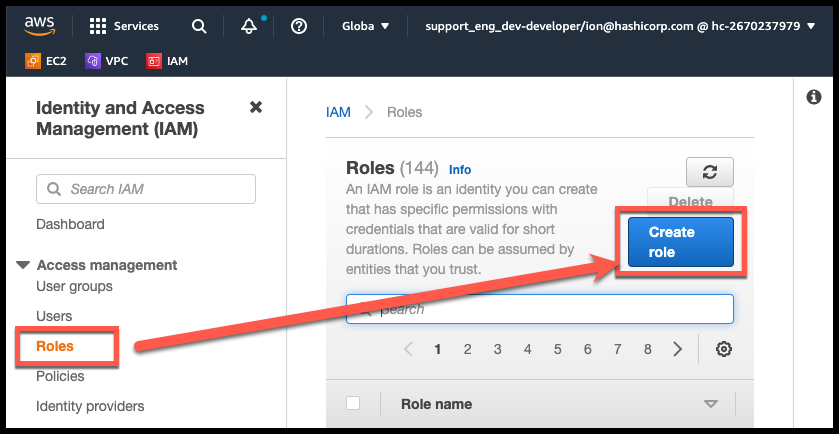 aws Services Globa support_eng_dev-developer/ion@hashicorp.com @ hc-2670237979
EC2 VPC IAM
Identity and Access
Management (IAM)
Search IAM
Dashboard
Access management
User groups
Users
Roles
Policies
Identity providers
IAM > Roles
Roles (144) Info
An IAM role is an identity you can create
that has specific permissions with
credentials that are valid for short
durations. Roles can be assumed by
entities that you trust.
Delete
Create
role
Search
1 2 3 4 5 6 7 8
Role name